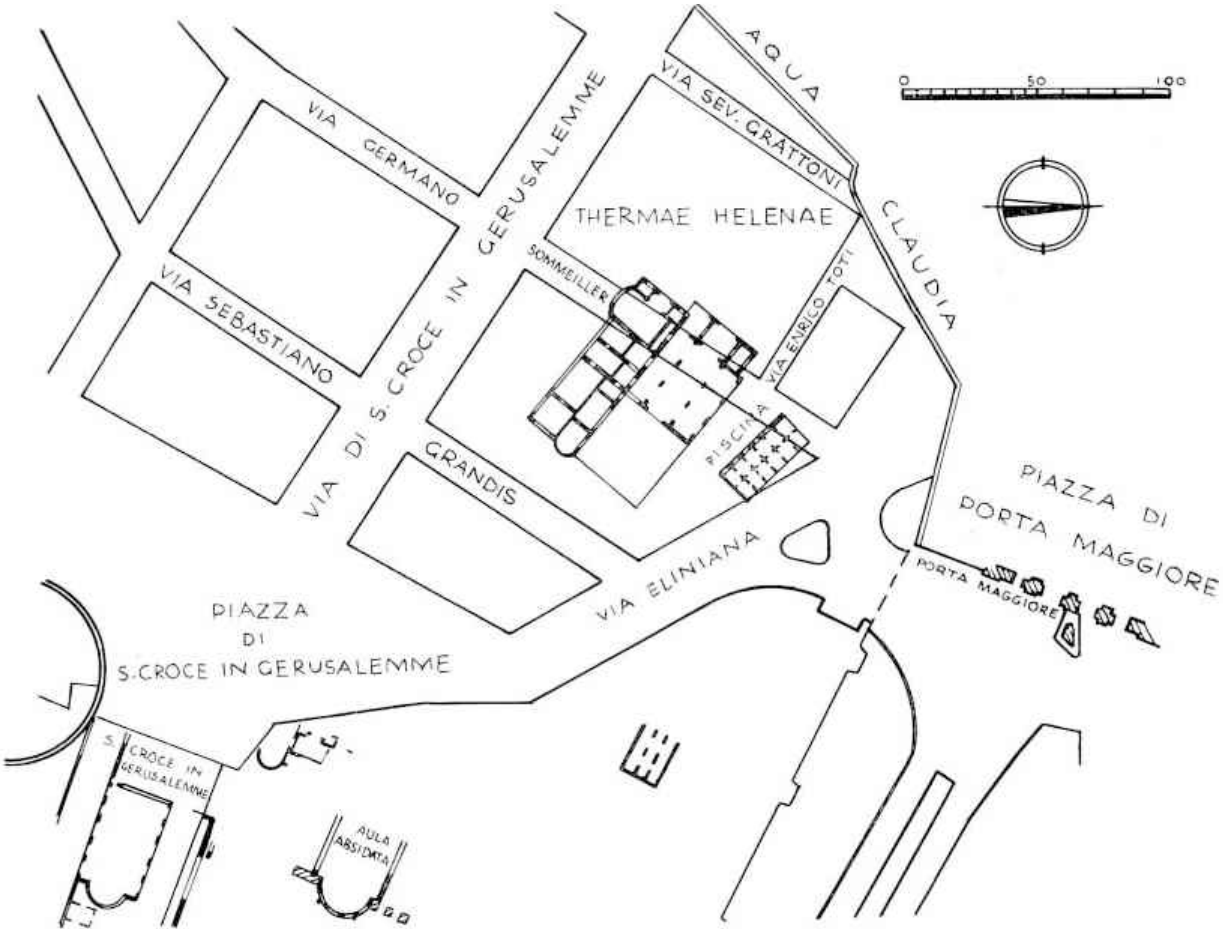 AQUA
0 50 100
VIA SEV. GRATTONI
VIA GERMANO
CLAUDIA
THERMAE HELENAE
SOMMEILLER
VIA ENRICO TOTI
VIA DI S. CROCE IN GERUSALEMME
VIA SEBASTIANO
GRANDIS
PISCINA
PIAZZA DI
PORTA MAGGIORE
PORTA MAGGIORE
VIA ELINIANA
PIAZZA
DI
S. CROCE IN GERUSALEMME
S. CROCE IN
GERUSALEMME
AULA
ABSIDATA